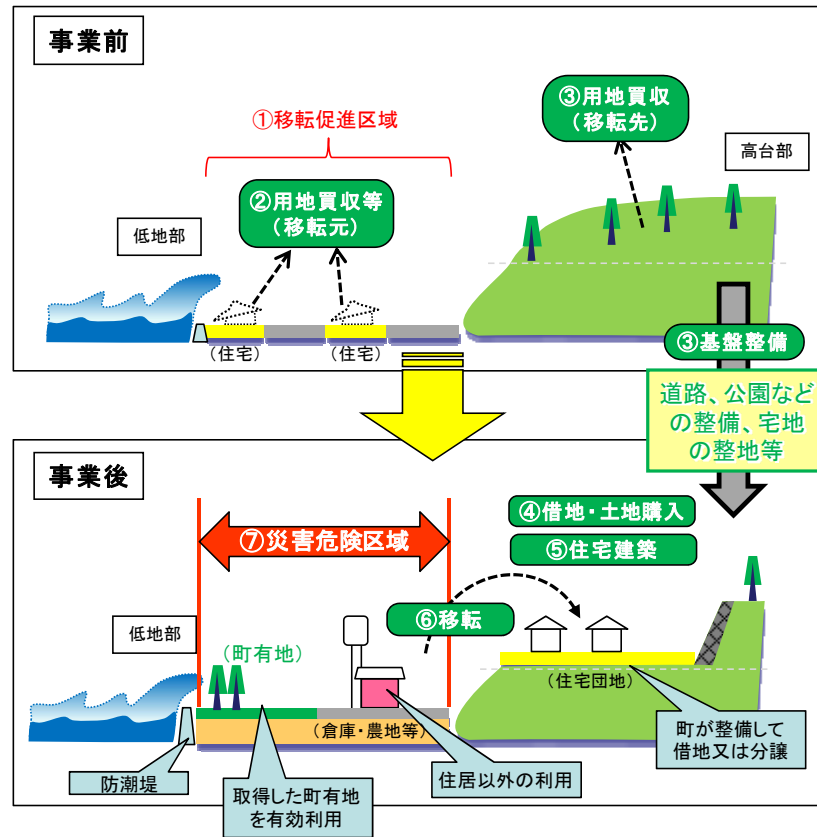 事業前
③用地買収
(移転先)
①移転促進区域
高台部
②用地買収等
(移転元)
低地部
(住宅)
(住宅)
③基盤整備
道路、公園など
の整備、宅地
の整地等
事業後
④借地・土地購入
⑦災害危険区域
⑤住宅建築
⑥移転
低地部
(町有地)
(住宅団地)
(倉庫・農地等)
町が整備して
借地又は分譲
防潮堤
住居以外の利用
取得した町有地
を有効利用